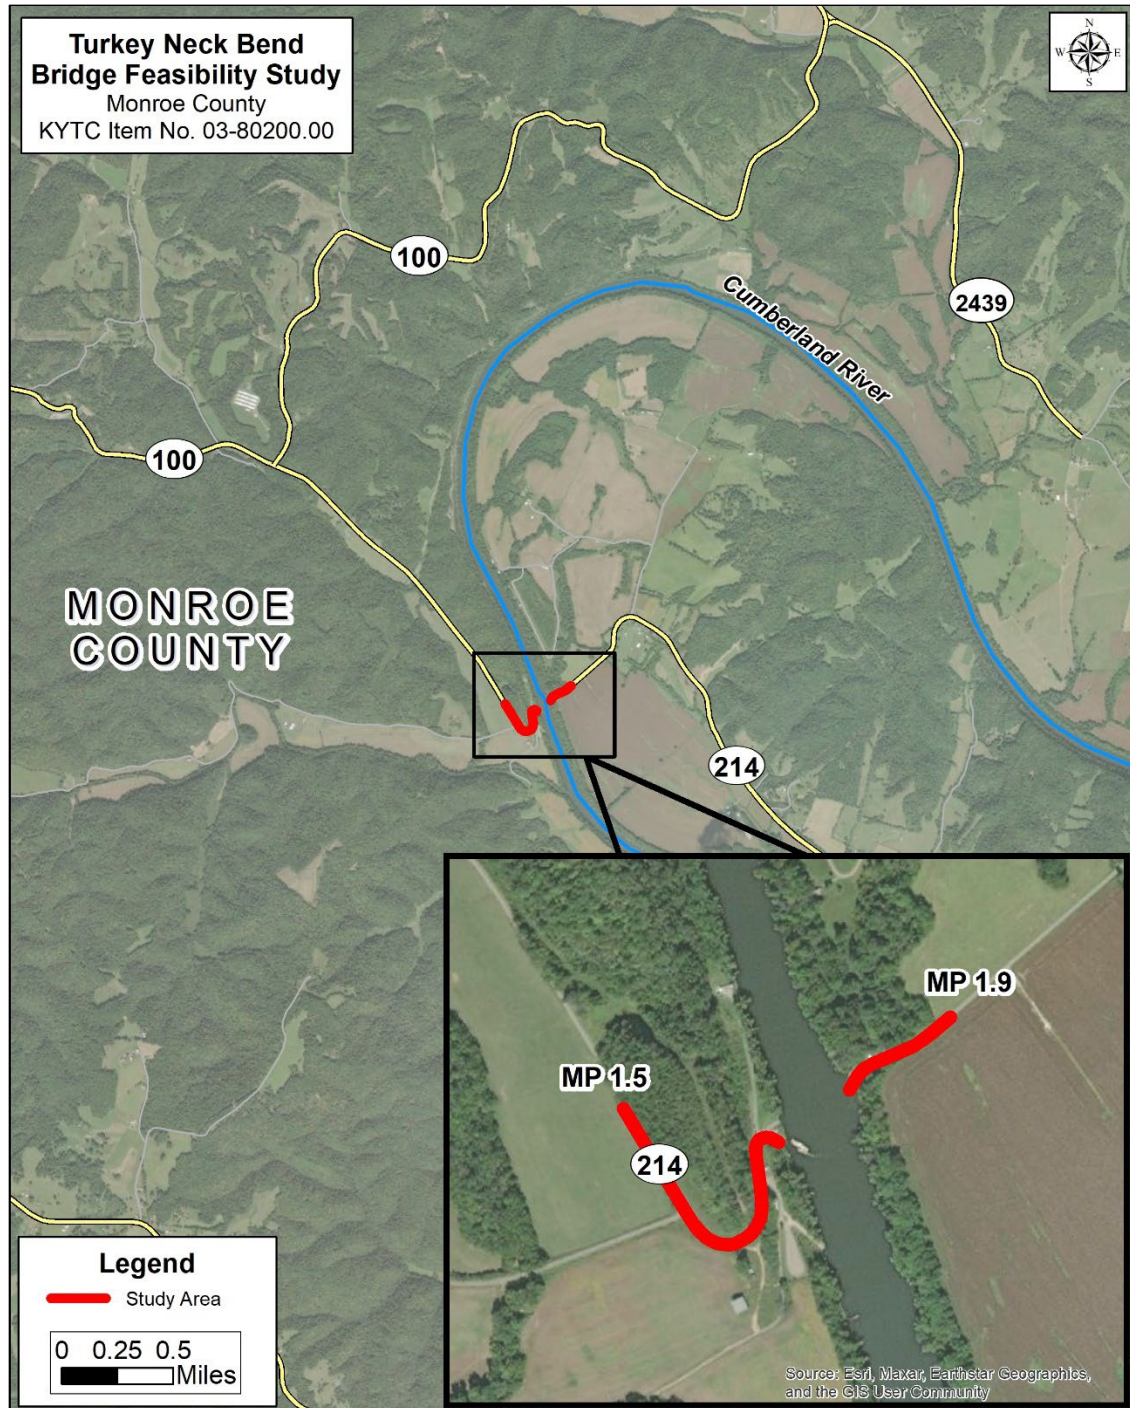 Turkey Neck Bend
Bridge Feasibility Study
Monroe County
KYTC Item No. 03-80200.00
N
W E
S
100
2439
Cumberland River
100
MONROE
COUNTY
214
MP 1.9
MP 1.5
214
Legend
Study Area
0 0.25 0.5
Miles
Source: Esri, Maxar, Earthstar Geographics,
and the GIS User Community